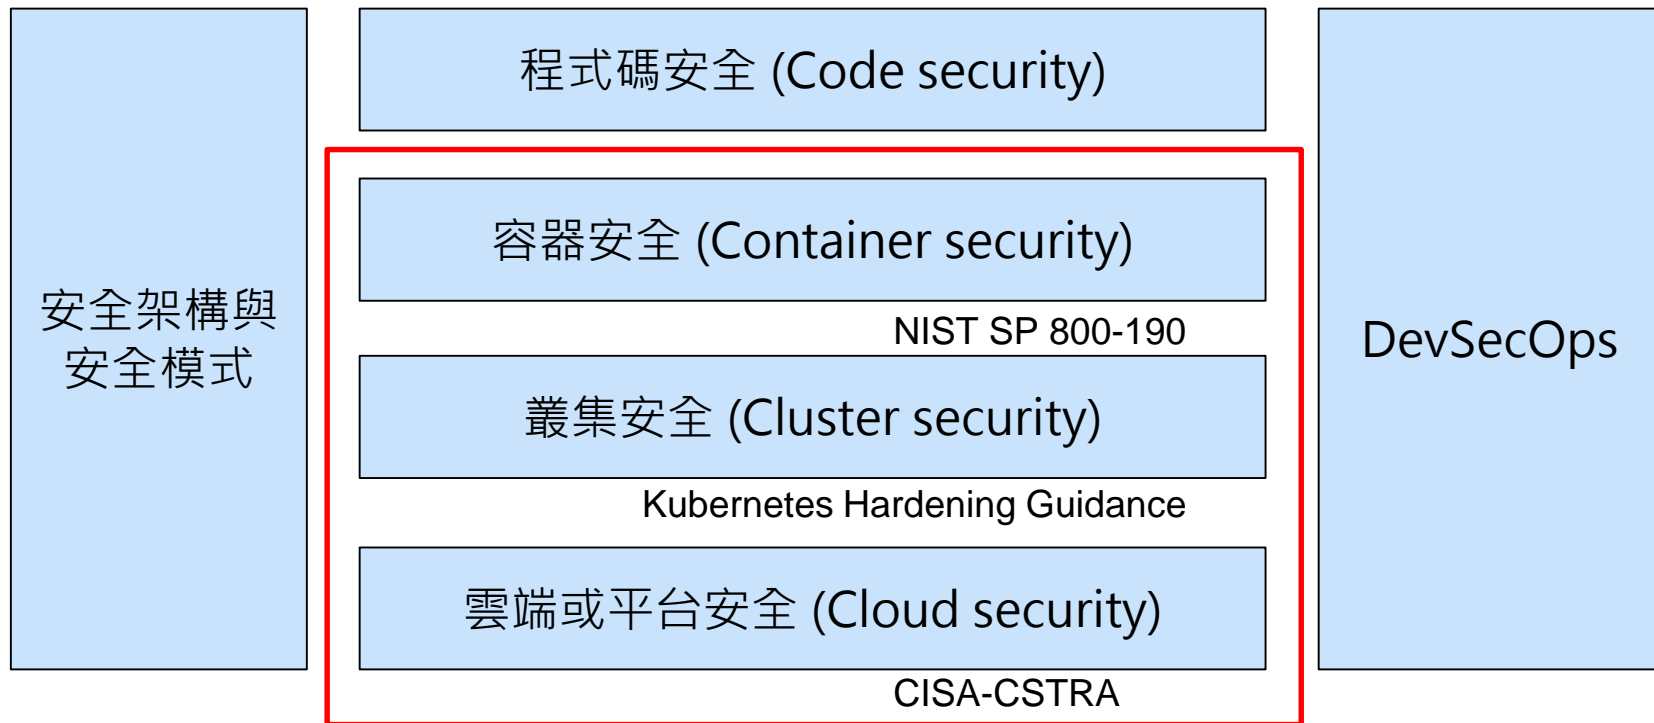 安全架構與
安全模式
程式碼安全 (Code security)
容器安全 (Container security)
NIST SP 800-190
叢集安全 (Cluster security)
Kubernetes Hardening Guidance
雲端或平台安全 (Cloud security)
CISA-CSTRA
DevSecOps